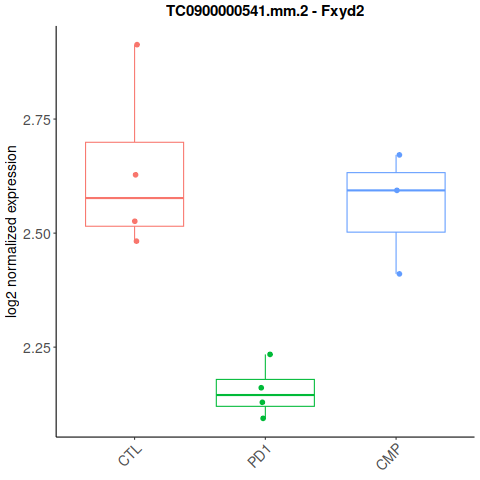 TC0900000541.mm.2 - Fxyd2
log2 normalized expression
2.75
2.50
2.25
CTL
PD1
CMP